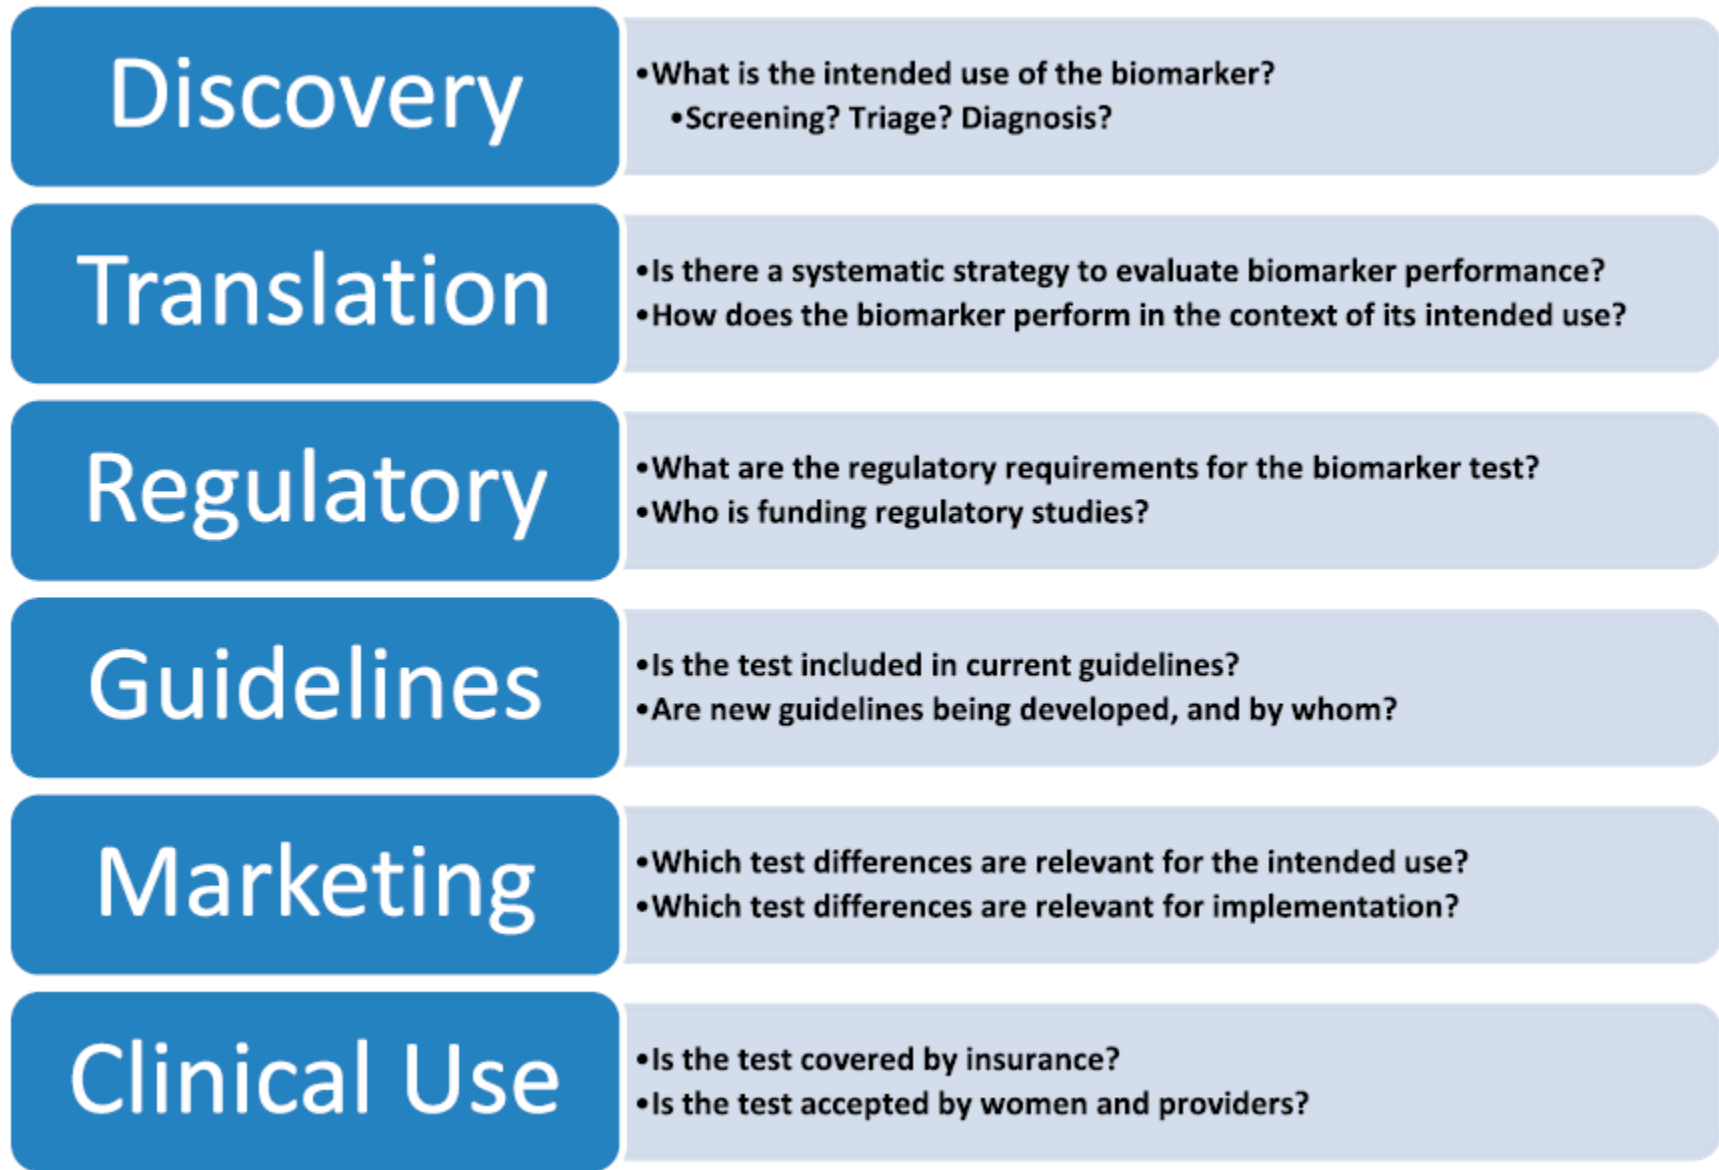 Discovery
•What is the intended use of the biomarker?
•Screening? Triage? Diagnosis?
Translation
•Is there a systematic strategy to evaluate biomarker performance?
•How does the biomarker perform in the context of its intended use?
Regulatory
•What are the regulatory requirements for the biomarker test?
•Who is funding regulatory studies?
Guidelines
•Is the test included in current guidelines?
•Are new guidelines being developed, and by whom?
Marketing
•Which test differences are relevant for the intended use?
•Which test differences are relevant for implementation?
Clinical Use
•Is the test covered by insurance?
•Is the test accepted by women and providers?